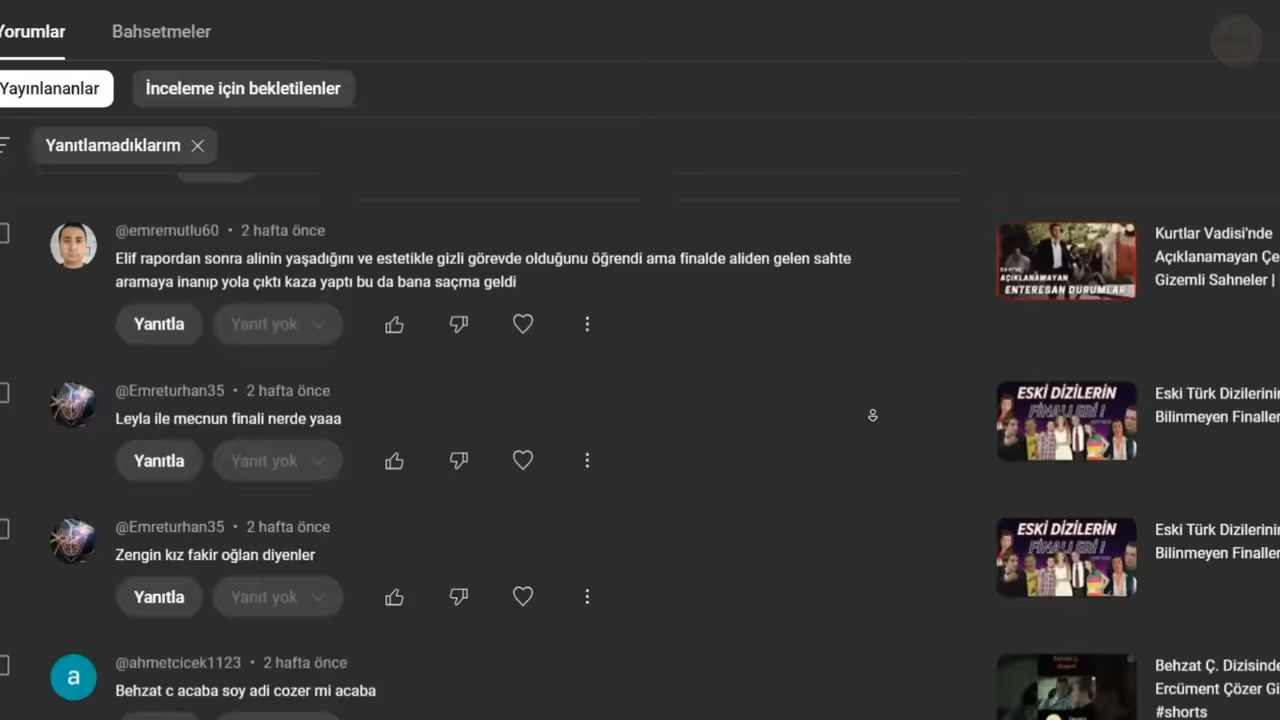 Yorumlar
Bahsetmeler
Yayınlananlar
İnceleme için bekletilenler
Yanıtlamadıklarım
@emremutlu60 • 2 hafta önce
Elif rapordan sonra alinin yaşadığını ve estetikle gizli görevde olduğunu öğrendi ama finalde aliden gelen sahte
aramaya inanıp yola çıktı kaza yaptı bu da bana saçma geldi
Yanıtla
Yanıt yok
AÇIKLANAMAYAN
ENTERESAN DURUMLAR
Kurtlar Vadisi'nde
Açıklanamayan Çe
Gizemli Sahneler |
@Emreturhan35 • 2 hafta önce
Leyla ile mecnun finali nerde yaaa
Yanıtla
Yanıt yok
ESKİ DİZİLERİN
FİNALLERİ !
Eski Türk Dizilerinin
Bilinmeyen Finaller
@Emreturhan35 • 2 hafta önce
Zengin kız fakir oğlan diyenler
Yanıtla
Yanıt yok
ESKİ DİZİLERİN
FİNALLERİ !
Eski Türk Dizilerinin
Bilinmeyen Finaller
a
@ahmetcicek1123 • 2 hafta önce
Behzat c acaba soy adi cozer mi acaba
Behzat Ç. Dizisinde
Ercüment Çözer Gi
#shorts